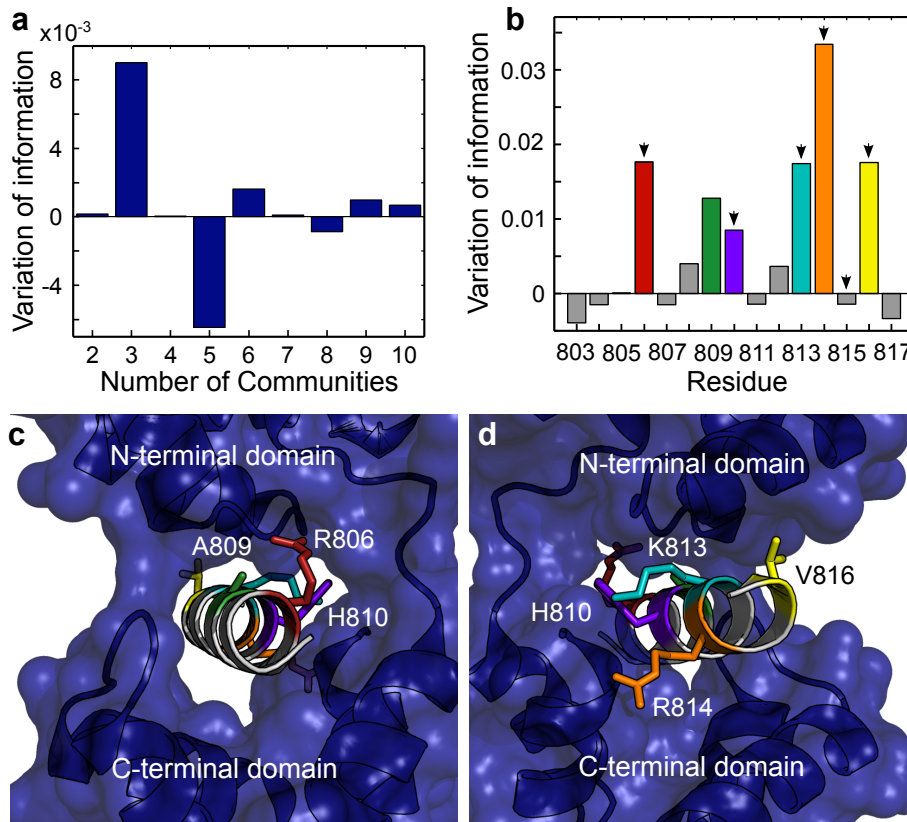 a
x10⁻³
8
4
0
-4
Variation of information
2 3 4 5 6 7 8 9 10
Number of Communities
b
0.03
0.02
0.01
0
Variation of information
803 805 807 809 811 813 815 817
Residue
c
N-terminal domain
A809
R806
H810
C-terminal domain
d
N-terminal domain
K813
V816
H810
R814
C-terminal domain